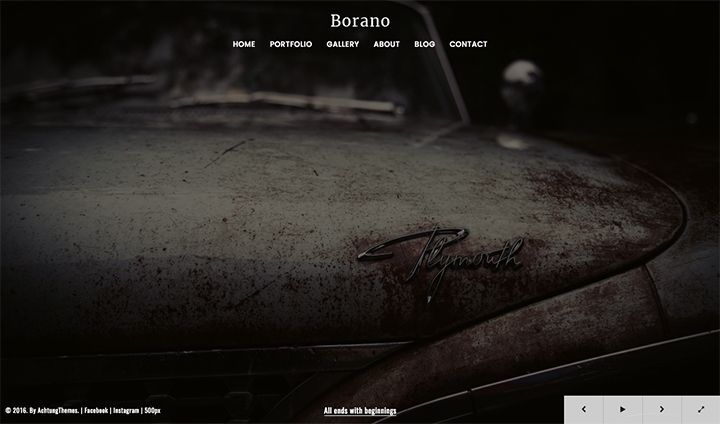 Borano
HOME PORTFOLIO GALLERY ABOUT BLOG CONTACT
Plymouth
© 2016. By AchtungThemes. | Facebook | Instagram | 500px
All ends with beginnings